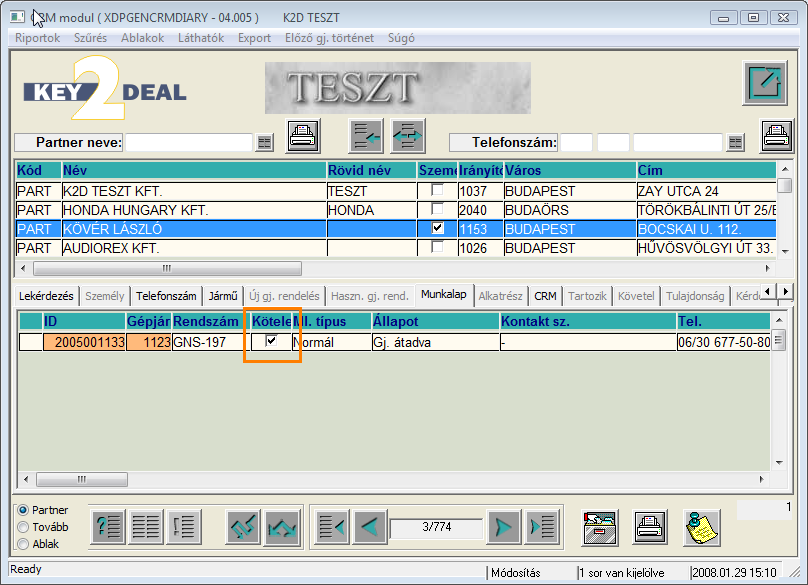 CRM modul ( XDPGENCRMDIARY - 04.005 ) K2D TESZT
Riportok Szűrés Ablakok Láthatók Export Előző gj. történet Súgó
KEY 2 DEAL
TESZT
Partner neve: Telefonszám:
Kód Név Rövid név Szeme Irányíto Város Cím
PART K2D TESZT KFT. TESZT 1037 BUDAPEST ZAY UTCA 24
PART HONDA HUNGARY KFT. HONDA 2040 BUDAÖRS TÖRÖKBÁLINTI ÚT 25/B
PART KÖVÉR LÁSZLÓ 1153 BUDAPEST BOCSKAI U. 112.
PART AUDIOREX KFT. 1026 BUDAPEST HŰVÖSVÖLGYI ÚT 33.
Lekérdezés Személy Telefonszám Jármű Új gj. rendelés Haszn. gj. rend. Munkalap Alkatrész CRM Tartozik Követel Tulajdonság Kérd
ID Gépjár Rendszám Kötele Ml. típus Állapot Kontakt sz. Tel.
2005001133 1123 GNS-197 Normál Gj. átadva - 06/30 677-50-80
Partner
Tovább
Ablak
3/774
1
Ready Módosítás 1 sor van kijelölve 2008.01.29 15:10